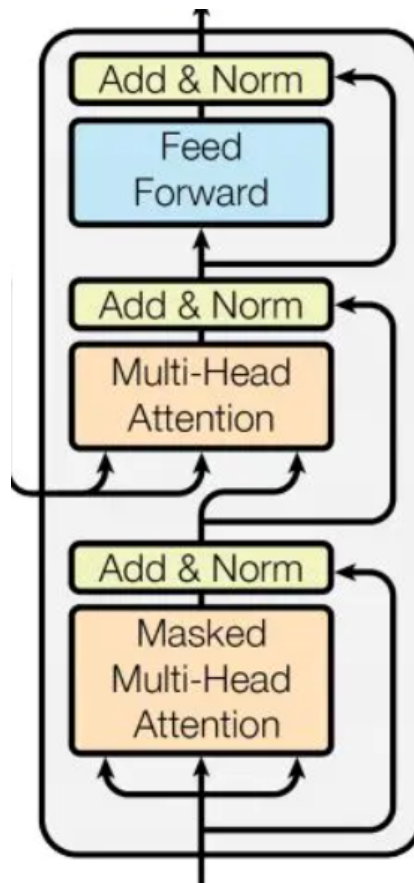 Add & Norm
Feed
Forward
Add & Norm
Multi-Head
Attention
Add & Norm
Masked
Multi-Head
Attention